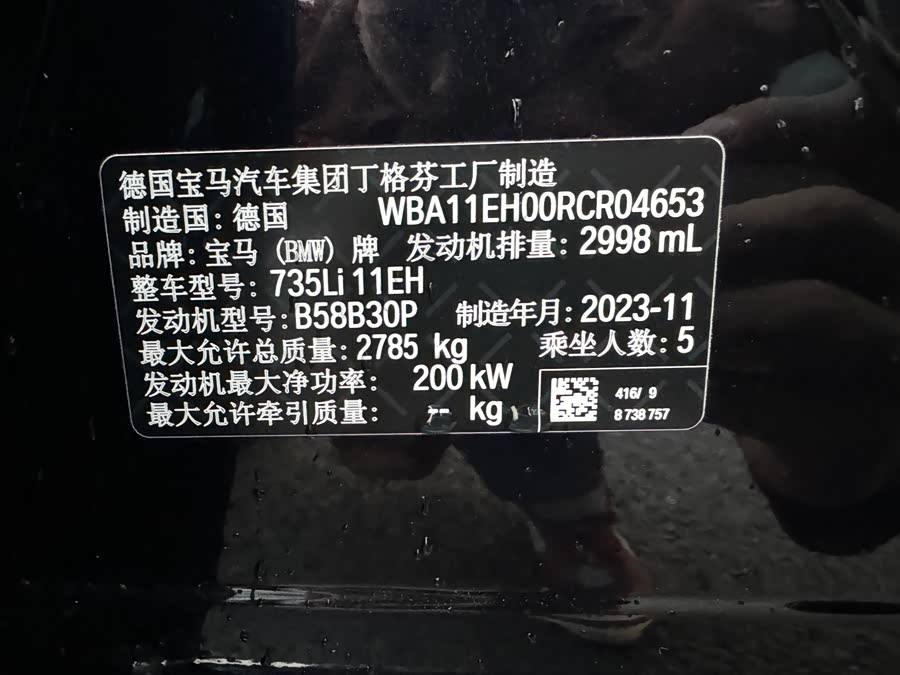 德国宝马汽车集团丁格芬工厂制造
制造国: 德国 WBA11EH00RCR04653
品牌: 宝马 (BMW) 牌 发动机排量: 2998 mL
整车型号: 735Li 11EH
发动机型号: B58B30P 制造年月: 2023-11
最大允许总质量: 2785 kg 乘坐人数: 5
发动机最大净功率: 200 kW
最大允许牵引质量: -- kg
416/ 9
8 738 757